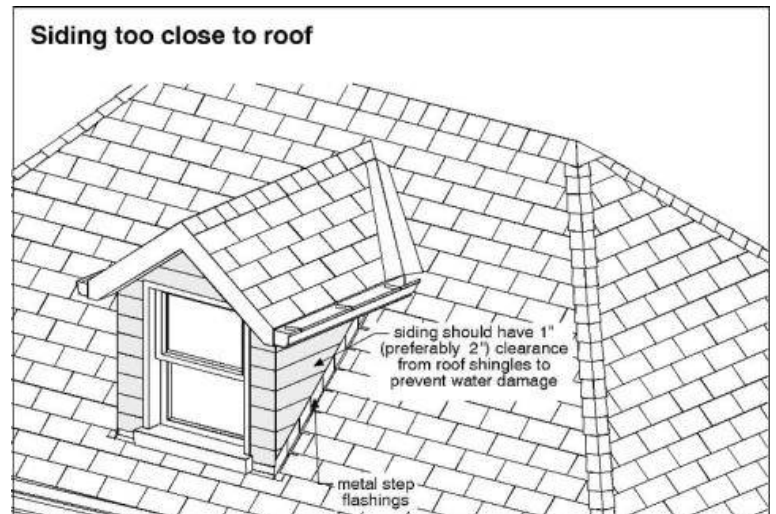 Siding too close to roof
siding should have 1"
(preferably 2") clearance
from roof shingles to
prevent water damage
metal step
flashings